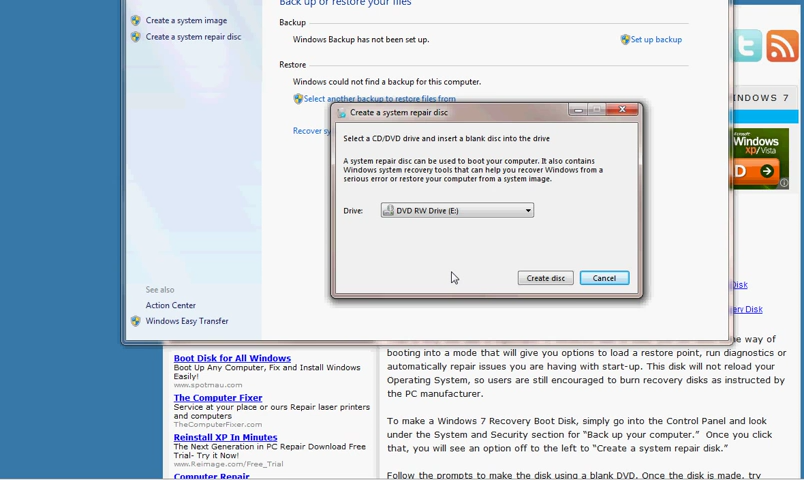 Back up or restore your files
Create a system image
Create a system repair disc
Backup
Windows Backup has not been set up.
Set up backup
Restore
Windows could not find a backup for this computer.
Select another backup to restore files from
Recover sy
Create a system repair disc
Select a CD/DVD drive and insert a blank disc into the drive
A system repair disc can be used to boot your computer. It also contains
Windows system recovery tools that can help you recover Windows from a
serious error or restore your computer from a system image.
Drive:
DVD RW Drive (E:)
Create disc
Cancel
See also
Action Center
Windows Easy Transfer
NDOWS 7
Windows
xp/Vista
D
Disk
ery Disk
Boot Disk for All Windows
Boot Up Any Computer, Fix and Install Windows
Easily!
www.spotmau.com
The Computer Fixer
Service at your place or ours Repair laser printers
and computers
TheComputerFixer.com
Reinstall XP In Minutes
The Next Generation in PC Repair Download Free
Trial- Try it Now!
www.Reimage.com/Free_Trial
Computer Repair
he way of
booting into a mode that will give you options to load a restore point, run diagnostics or
automatically repair issues you are having with start-up. This disk will not reload your
Operating System, so users are still encouraged to burn recovery disks as instructed by
the PC manufacturer.
To make a Windows 7 Recovery Boot Disk, simply go into the Control Panel and look
under the System and Security section for “Back up your computer.” Once you click
that, you will see an option off to the left to “Create a system repair disk.”
Follow the prompts to make the disk using a blank DVD. Once the disk is made, try